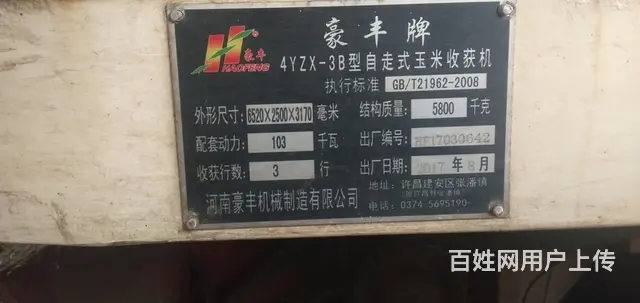 豪丰牌
豪丰
HAOFENG
4YZX-3B型自走式玉米收获机
执行标准 GB/T21962-2008
外形尺寸: 6520×2500×3170 毫米 结构质量: 5800 千克
配套动力: 103 千瓦 出厂编号: HF17030642
收获行数: 3 行 出厂日期: 2017 年 8 月
河南豪丰机械制造有限公司
地址: 许昌建安区张潘镇
电话: 0374 5695190
百姓网用户上传